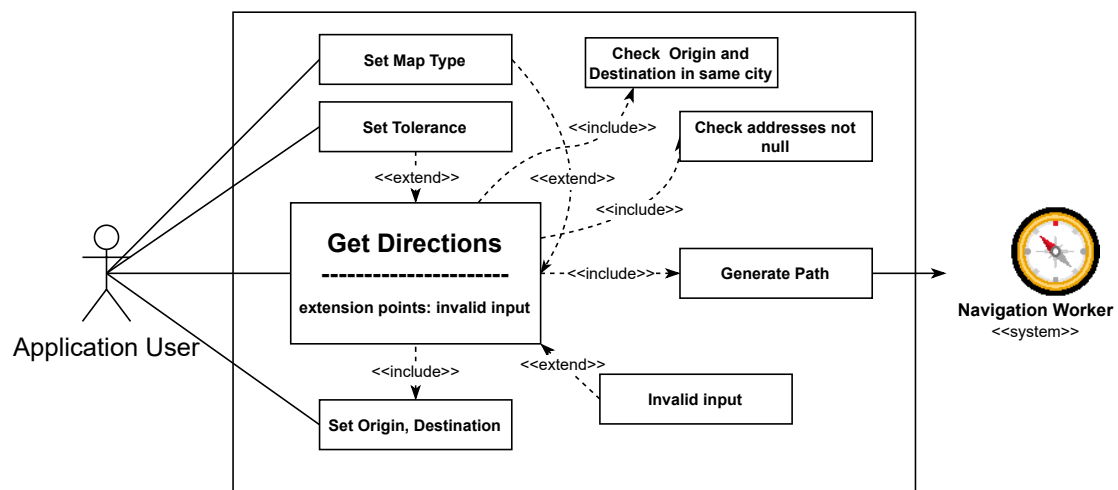 Set Map Type
Check  Origin and
Destination in same city
Set Tolerance
<<include>>
Check addresses not
null
<<extend>>
<<extend>>
<<include>>
Get Directions
-----------------------
extension points: invalid input
<<include>>
Generate Path
Navigation Worker
<<system>>
Application User
<<include>>
<<extend>>
Invalid input
Set Origin, Destination